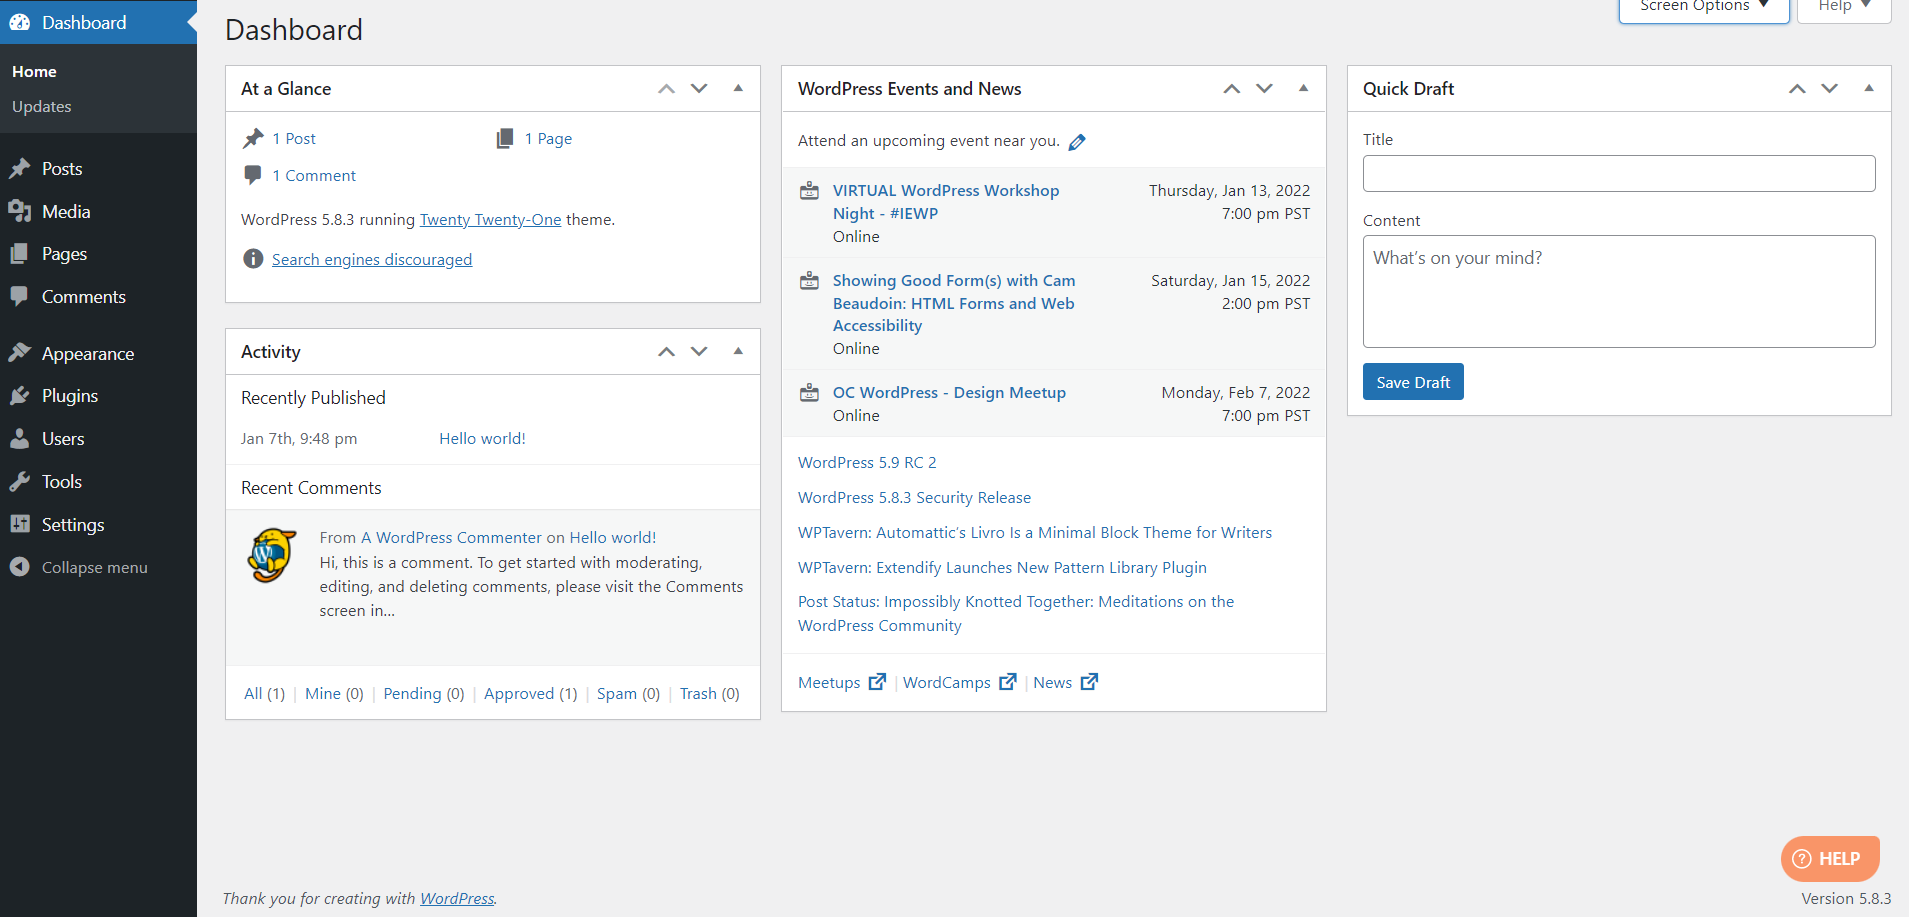 Dashboard
Home
Updates
Posts
Media
Pages
Comments
Appearance
Plugins
Users
Tools
Settings
Collapse menu
Screen Options
Help
Dashboard
At a Glance
1 Post
1 Page
1 Comment
WordPress 5.8.3 running Twenty Twenty-One theme.
Search engines discouraged
Activity
Recently Published
Jan 7th, 9:48 pm Hello world!
Recent Comments
From A WordPress Commenter on Hello world!
Hi, this is a comment. To get started with moderating,
editing, and deleting comments, please visit the Comments
screen in…
All (1) | Mine (0) | Pending (0) | Approved (1) | Spam (0) | Trash (0)
WordPress Events and News
Attend an upcoming event near you.
VIRTUAL WordPress Workshop Thursday, Jan 13, 2022
Night - #IEWP 7:00 pm PST
Online
Showing Good Form(s) with Cam Saturday, Jan 15, 2022
Beaudoin: HTML Forms and Web 2:00 pm PST
Accessibility
Online
OC WordPress - Design Meetup Monday, Feb 7, 2022
Online 7:00 pm PST
WordPress 5.9 RC 2
WordPress 5.8.3 Security Release
WPTavern: Automattic’s Livro Is a Minimal Block Theme for Writers
WPTavern: Extendify Launches New Pattern Library Plugin
Post Status: Impossibly Knotted Together: Meditations on the
WordPress Community
Meetups | WordCamps | News
Quick Draft
Title
Content
What’s on your mind?
Save Draft
HELP
Thank you for creating with WordPress.
Version 5.8.3